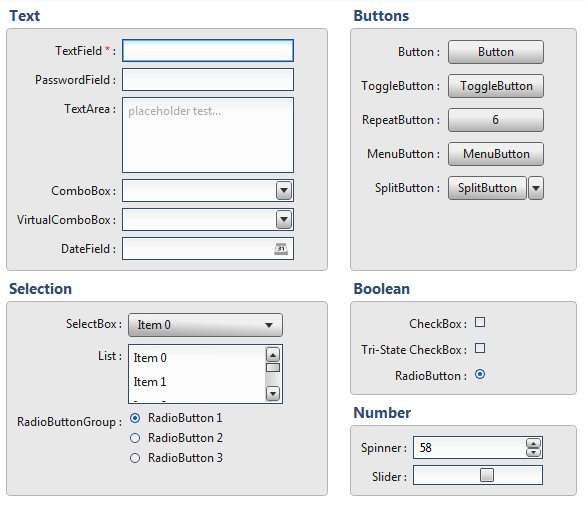 Text
TextField * :
PasswordField :
TextArea :
placeholder test...
ComboBox :
VirtualComboBox :
DateField :
31
Buttons
Button :
Button
ToggleButton :
ToggleButton
RepeatButton :
6
MenuButton :
MenuButton
SplitButton :
SplitButton
Selection
SelectBox :
Item 0
List :
Item 0
Item 1
RadioButtonGroup :
RadioButton 1
RadioButton 2
RadioButton 3
Boolean
CheckBox :
Tri-State CheckBox :
RadioButton :
Number
Spinner :
58
Slider :